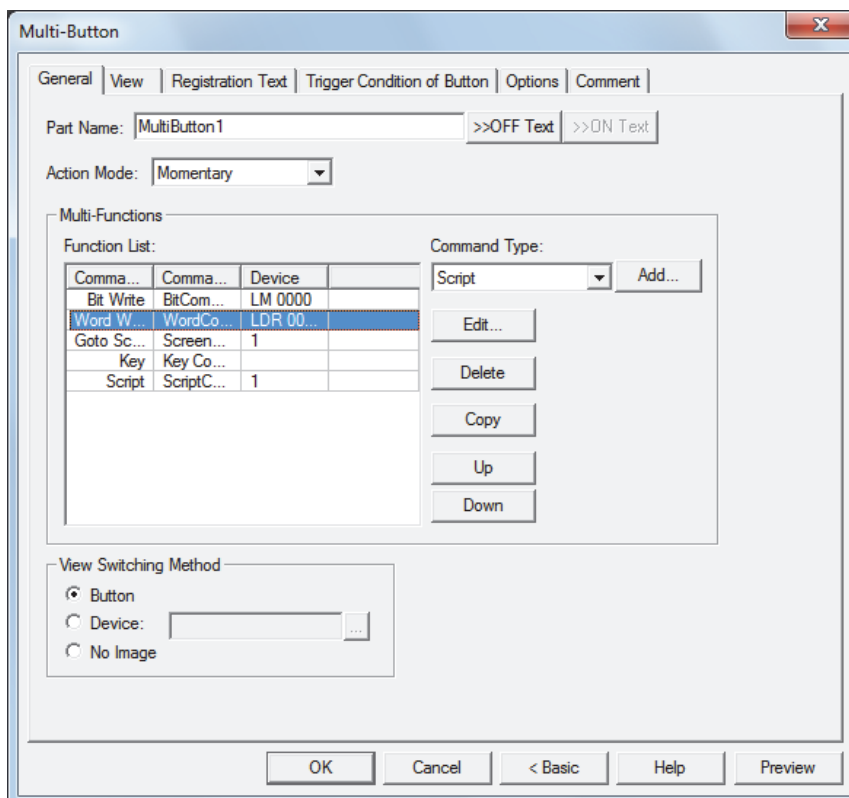 Multi-Button
General View Registration Text Trigger Condition of Button Options Comment
Part Name: MultiButton1 >>OFF Text >>ON Text
Action Mode: Momentary
Multi-Functions
Function List: Command Type:
Comma... Comma... Device Script Add...
Bit Write BitCom... LM 0000
Word W... WordCo... LDR 00... Edit...
Goto Sc... Screen... 1
Key Key Co... Delete
Script ScriptC... 1
Copy
Up
Down
View Switching Method
Button
Device: ...
No Image
OK Cancel < Basic Help Preview